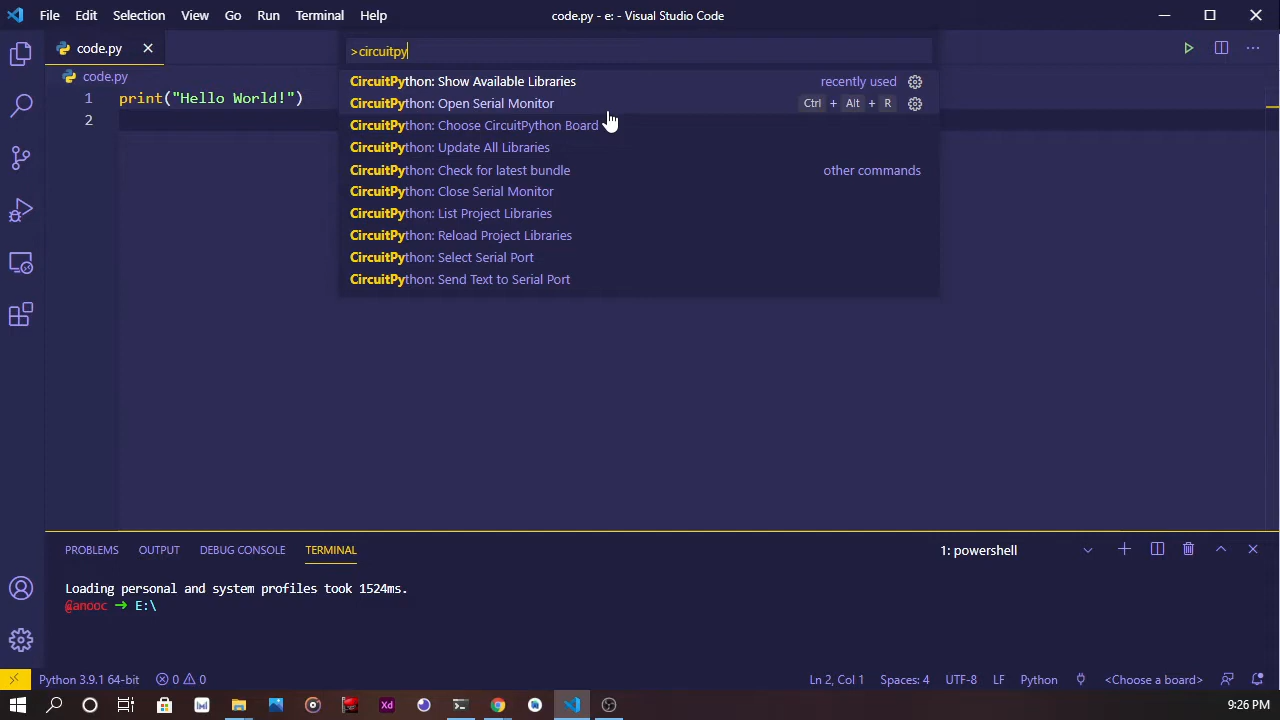 File Edit Selection View Go Run Terminal Help code.py - e: - Visual Studio Code
code.py
>circuitpy
code.py
CircuitPython: Show Available Libraries recently used
1 print("Hello World!")
CircuitPython: Open Serial Monitor Ctrl + Alt + R
2
CircuitPython: Choose CircuitPython Board
CircuitPython: Update All Libraries
CircuitPython: Check for latest bundle other commands
CircuitPython: Close Serial Monitor
CircuitPython: List Project Libraries
CircuitPython: Reload Project Libraries
CircuitPython: Select Serial Port
CircuitPython: Send Text to Serial Port
PROBLEMS OUTPUT DEBUG CONSOLE TERMINAL 1: powershell
Loading personal and system profiles took 1524ms.
@anooc → E:\
Python 3.9.1 64-bit 0 0 Ln 2, Col 1 Spaces: 4 UTF-8 LF Python <Choose a board>
Xd 9:26 PM